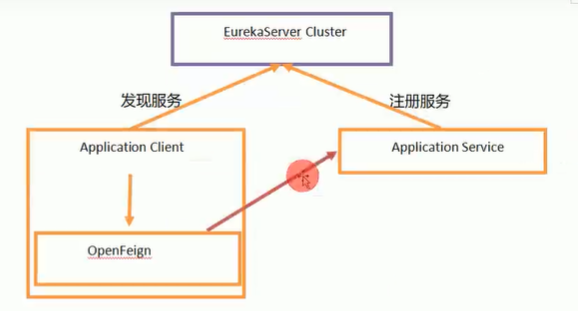 EurekaServer Cluster
发现服务
注册服务
Application Client
Application Service
OpenFeign